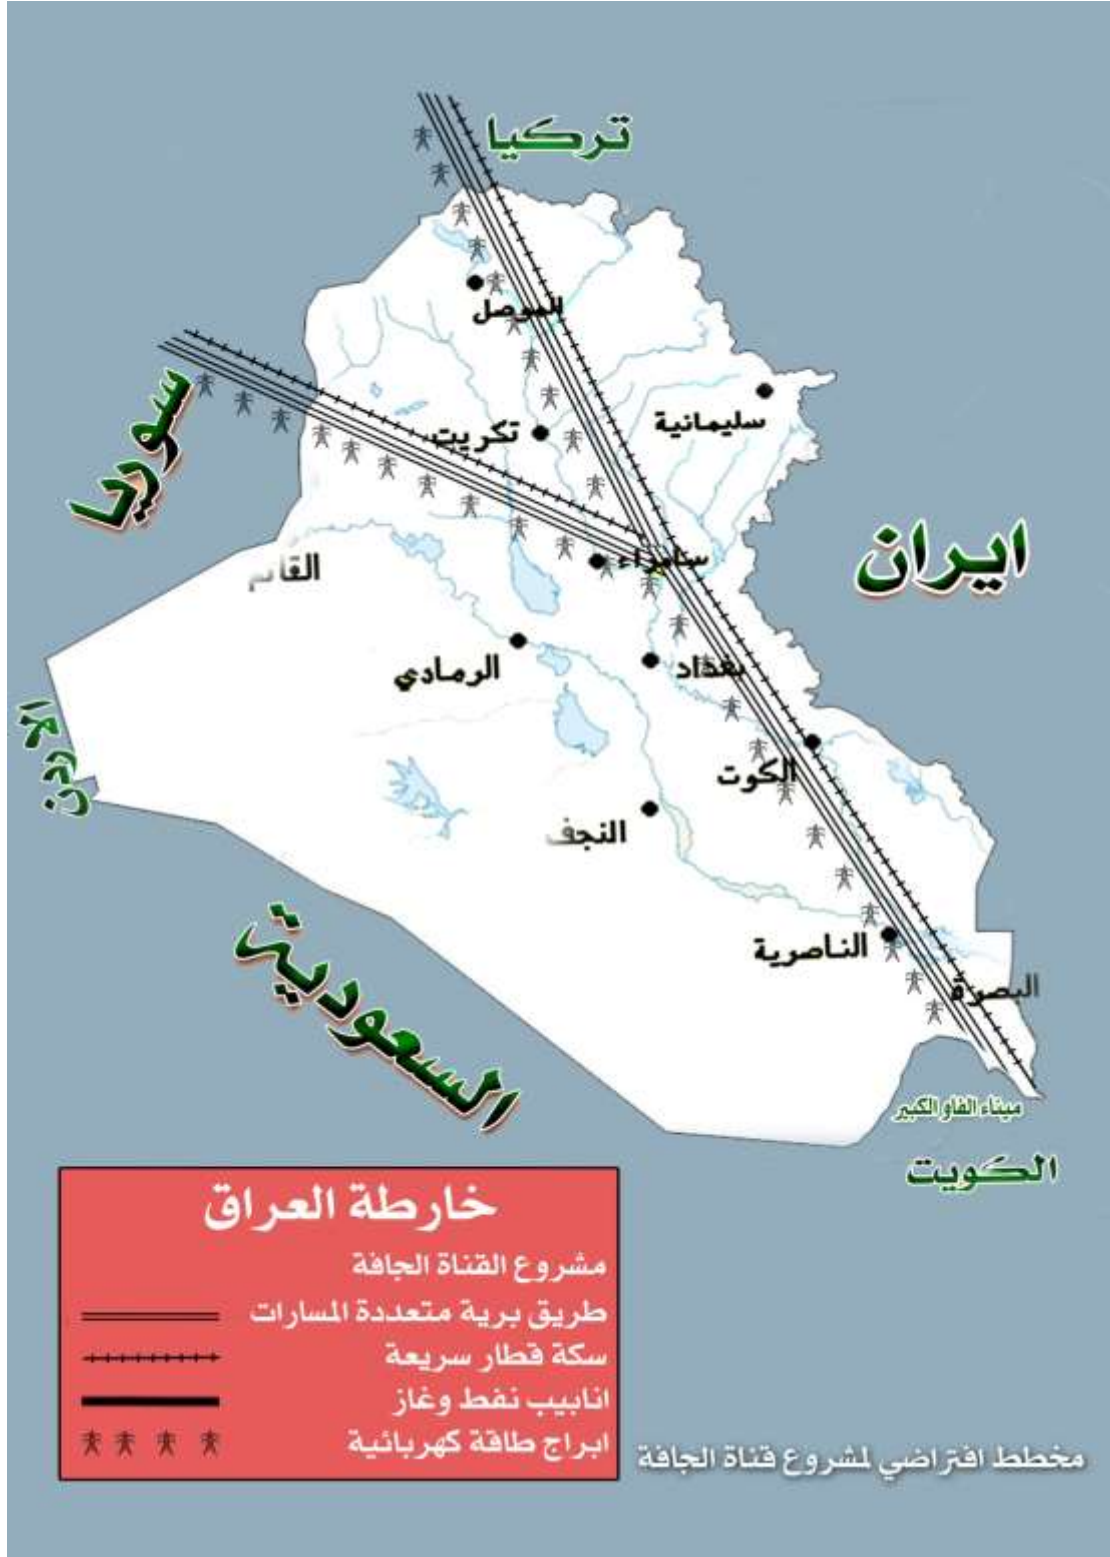 تركيا
الموصل
سوريا
سليمانية
تكريت
ايران
سامراء
القائم
الرمادي
بغداد
الاردن
الكوت
النجف
السعودية
الناصرية
البصرة
ميناء الفاو الكبير
الكويت
خارطة العراق
مشروع القناة الجافة
طريق برية متعددة المسارات
سكة قطار سريعة
انابيب نفط وغاز
ابراج طاقة كهربائية
مخطط افتراضي لمشروع قناة الجافة